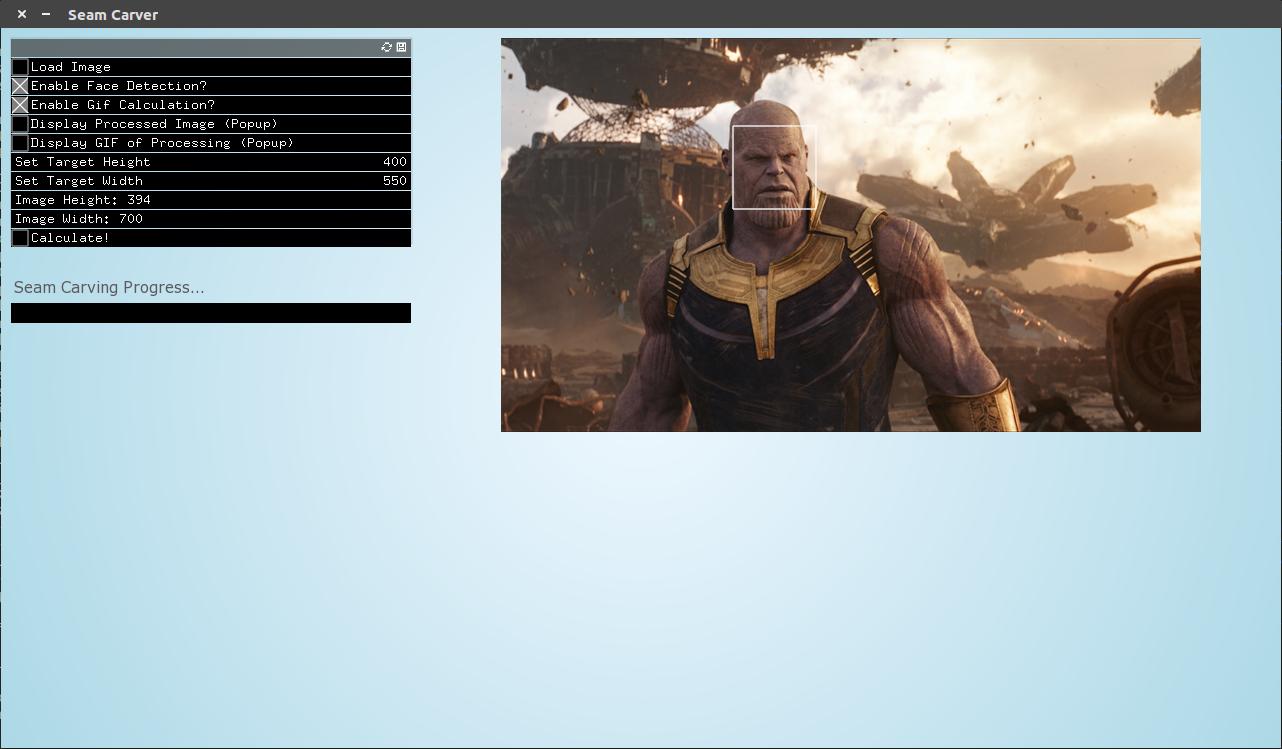 Seam Carver
Load Image
Enable Face Detection?
Enable Gif Calculation?
Display Processed Image (Popup)
Display GIF of Processing (Popup)
Set Target Height 400
Set Target Width 550
Image Height: 394
Image Width: 700
Calculate!
Seam Carving Progress...